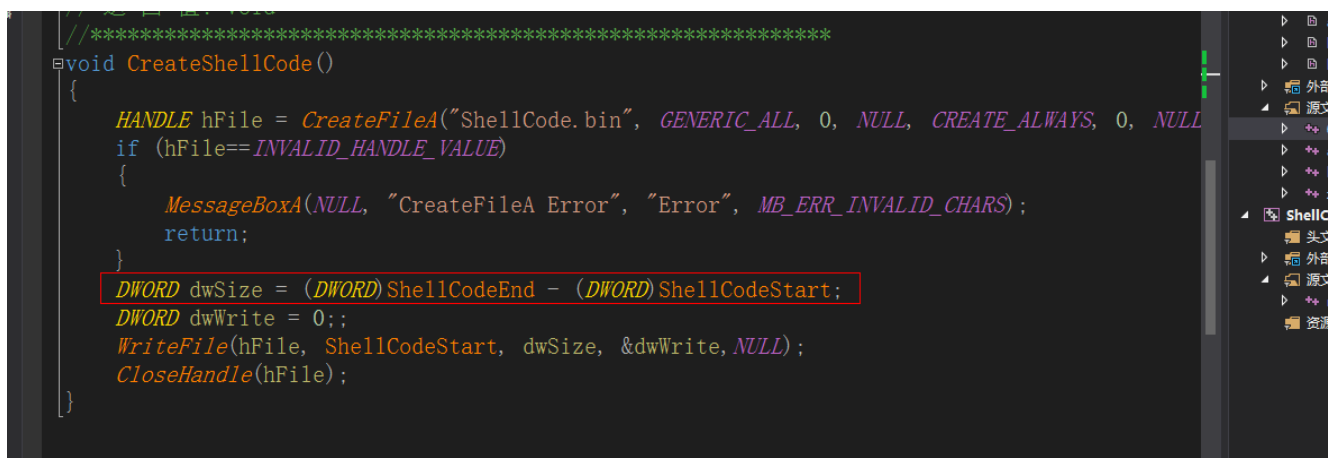 //*************************************************************
void CreateShellCode()
{
HANDLE hFile = CreateFileA("ShellCode.bin", GENERIC_ALL, 0, NULL, CREATE_ALWAYS, 0, NULL
if (hFile==INVALID_HANDLE_VALUE)
{
MessageBoxA(NULL, "CreateFileA Error", "Error", MB_ERR_INVALID_CHARS);
return;
}
DWORD dwSize = (DWORD)ShellCodeEnd - (DWORD)ShellCodeStart;
DWORD dwWrite = 0;;
WriteFile(hFile, ShellCodeStart, dwSize, &dwWrite,NULL);
CloseHandle(hFile);
}
外部
源文
ShellC
头文
外部
源文
资源